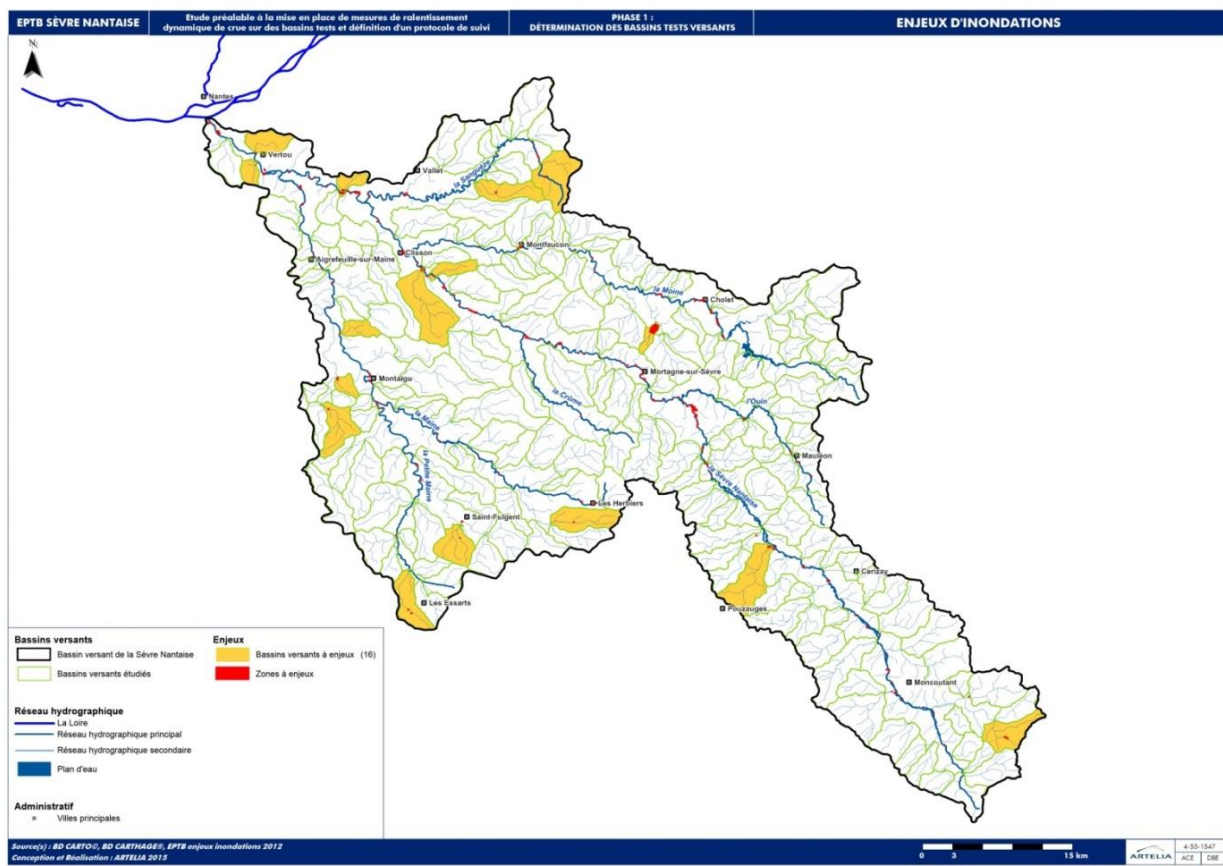 EPTB SÈVRE NANTAISE
Etude préalable à la mise en place de mesures de ralentissement
dynamique de crue sur des bassins tests et définition d'un protocole de suivi
PHASE 1 :
DÉTERMINATION DES BASSINS TESTS VERSANTS
ENJEUX D'INONDATIONS
N
Nantes
Vertou
Vallet
la Sanguèze
Aigrefeuille-sur-Maine
Clisson
Montfaucon
la Moine
Cholet
Mortagne-sur-Sèvre
Montaigu
la Crûme
l'Ouin
la Maine
la Petite Maine
Mauléon
la Sèvre Nantaise
Les Herbiers
Saint-Fulgent
Cerizay
Les Essarts
Pouzauges
Moncoutant
Bassins versants
Bassin versant de la Sèvre Nantaise
Bassins versants étudiés
Enjeux
Bassins versants à enjeu (16)
Zones à enjeux
Réseau hydrographique
La Loire
Réseau hydrographique principal
Réseau hydrographique secondaire
Plan d'eau
Administratif
Villes principales
Source(s) : BD CARTO©, BD CARTHAGE®, EPTB enjeux inondations 2012
Conception et Réalisation : ARTELIA 2015
0 3 15 km
ARTELIA
4-53-1547
ACE DBE